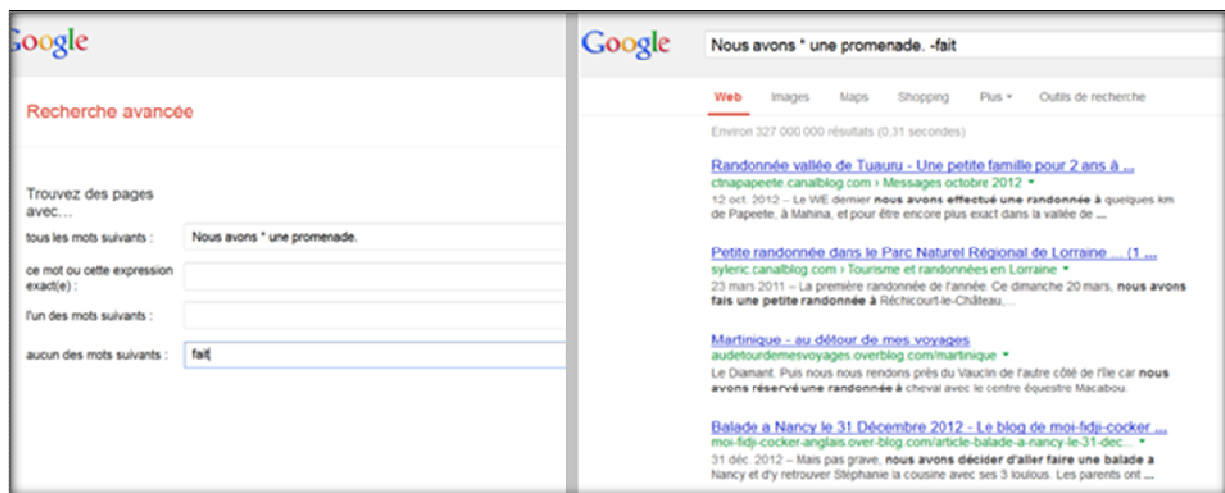 Google
Recherche avancée
Trouvez des pages
avec...
tous les mots suivants :
Nous avons * une promenade.
ce mot ou cette expression
exact(e) :
l'un des mots suivants :
aucun des mots suivants :
fait
Google
Nous avons * une promenade. -fait
Web Images Maps Shopping Plus Outils de recherche
Environ 327 000 000 résultats (0,31 secondes)
Randonnée vallée de Tuauru - Une petite famille pour 2 ans à ...
ctnapapeete.canalblog.com › Messages octobre 2012
12 oct. 2012 – Le WE dernier nous avons effectué une randonnée à quelques km
de Papeete, à Mahina, et pour être encore plus exact dans la vallée de ...
Petite randonnée dans le Parc Naturel Régional de Lorraine ... (1 ...
syleric.canalblog.com › Tourisme et randonnées en Lorraine
23 mars 2011 – La première randonnée de l'année. Ce dimanche 20 mars, nous avons
fais une petite randonnée à Réchicourt-le-Château,...
Martinique - au détour de mes voyages
audetourdemesvoyages.overblog.com/martinique
Le Diamant. Puis nous nous rendons près du Vauclin de l'autre côté de l'île car nous
avons réservé une randonnée à cheval avec le centre équestre Macabou.
Balade a Nancy le 31 Décembre 2012 - Le blog de moi-fidji-cocker ...
moi-fidji-cocker-anglais.over-blog.com/article-balade-a-nancy-le-31-dec...
31 déc. 2012 – Mais pas grave, nous avons décider d'aller faire une balade a
Nancy et d'y retrouver Stéphanie la cousine avec ses 3 loulous. Les parents ont ...